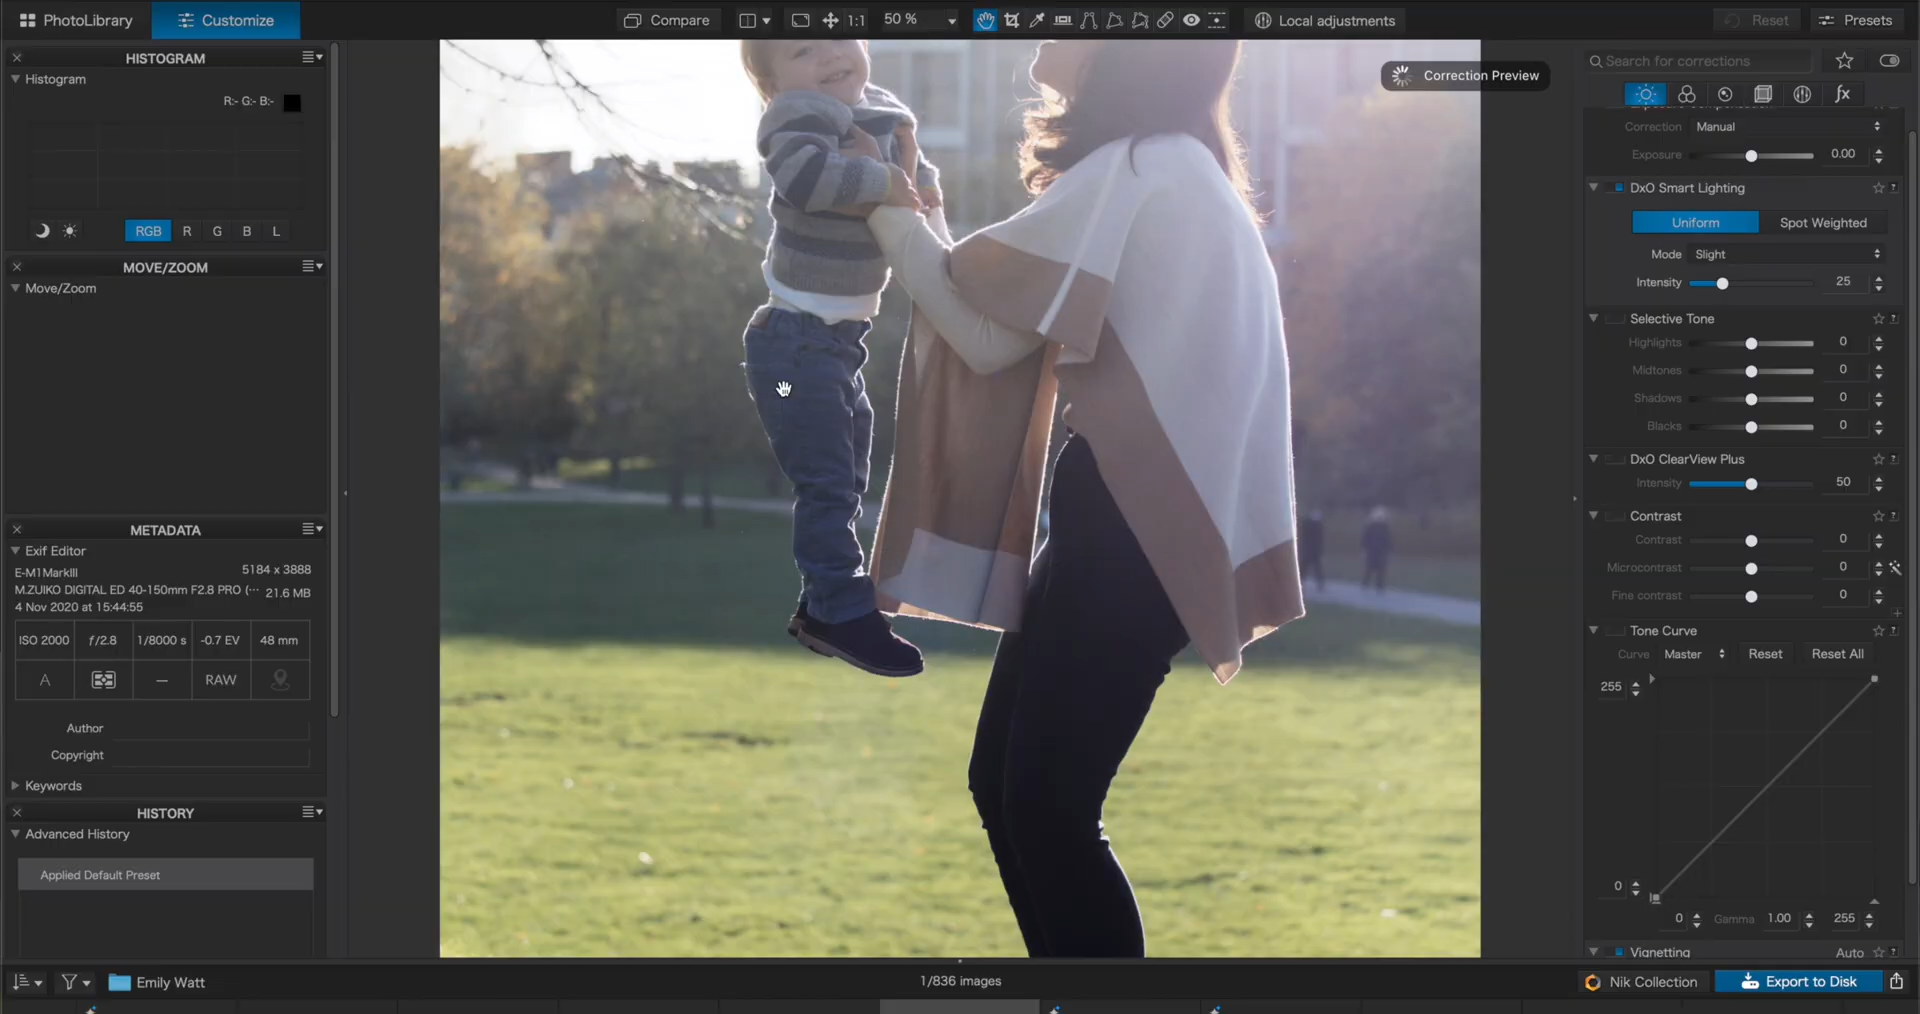 PhotoLibrary
Customize
Compare
1:1
50 %
Local adjustments
Reset
Presets
HISTOGRAM
Histogram
R:- G:- B:-
RGB R G B L
MOVE/ZOOM
Move/Zoom
METADATA
Exif Editor
E-M1MarkIII
5184 x 3888
M.ZUIKO DIGITAL ED 40-150mm F2.8 PRO (···
21.6 MB
4 Nov 2020 at 15:44:55
ISO 2000
ƒ/2.8
1/8000 s
-0.7 EV
48 mm
A
RAW
Author
Copyright
Keywords
HISTORY
Advanced History
Applied Default Preset
Correction Preview
Search for corrections
fx
Correction Manual
Exposure 0.00
DxO Smart Lighting
Uniform Spot Weighted
Mode Slight
Intensity 25
Selective Tone
Highlights 0
Midtones 0
Shadows 0
Blacks 0
DxO ClearView Plus
Intensity 50
Contrast
Contrast 0
Microcontrast 0
Fine contrast 0
Tone Curve
Curve Master Reset Reset All
255
0
0 Gamma 1.00 255
Vignetting Auto
Emily Watt
1/836 images
Nik Collection
Export to Disk